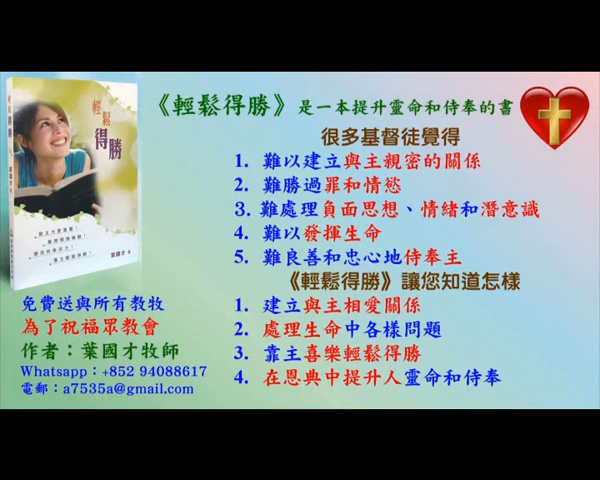 《輕鬆得勝》是一本提升靈命和侍奉的書
很多基督徒覺得
1. 難以建立與主親密的關係
2. 難勝過罪和情慾
3. 難處理負面思想、情緒和潛意識
4. 難以發揮生命
5. 難良善和忠心地侍奉主
《輕鬆得勝》讓您知道怎樣
1. 建立與主相愛關係
2. 處理生命中各樣問題
3. 靠主喜樂輕鬆得勝
4. 在恩典中提升人靈命和侍奉
輕鬆
得勝
葉國才 著
輕鬆得勝
免費送與所有教牧
為了祝福眾教會
作者：葉國才牧師
Whatsapp：+852 94088617
電郵：a7535a@gmail.com